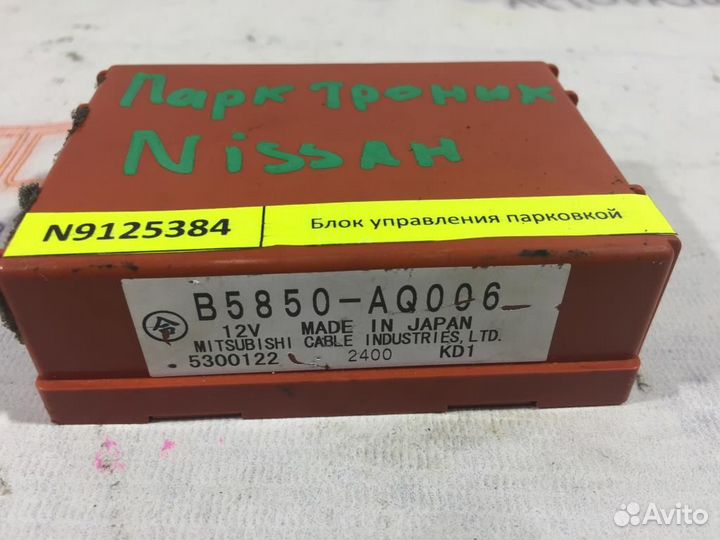 Парктроник
Nissан
N9125384 Блок управления парковкой
B5850-AQ006
12V MADE IN JAPAN
MITSUBISHI CABLE INDUSTRIES, LTD.
5300122 2400 KD1
Avito